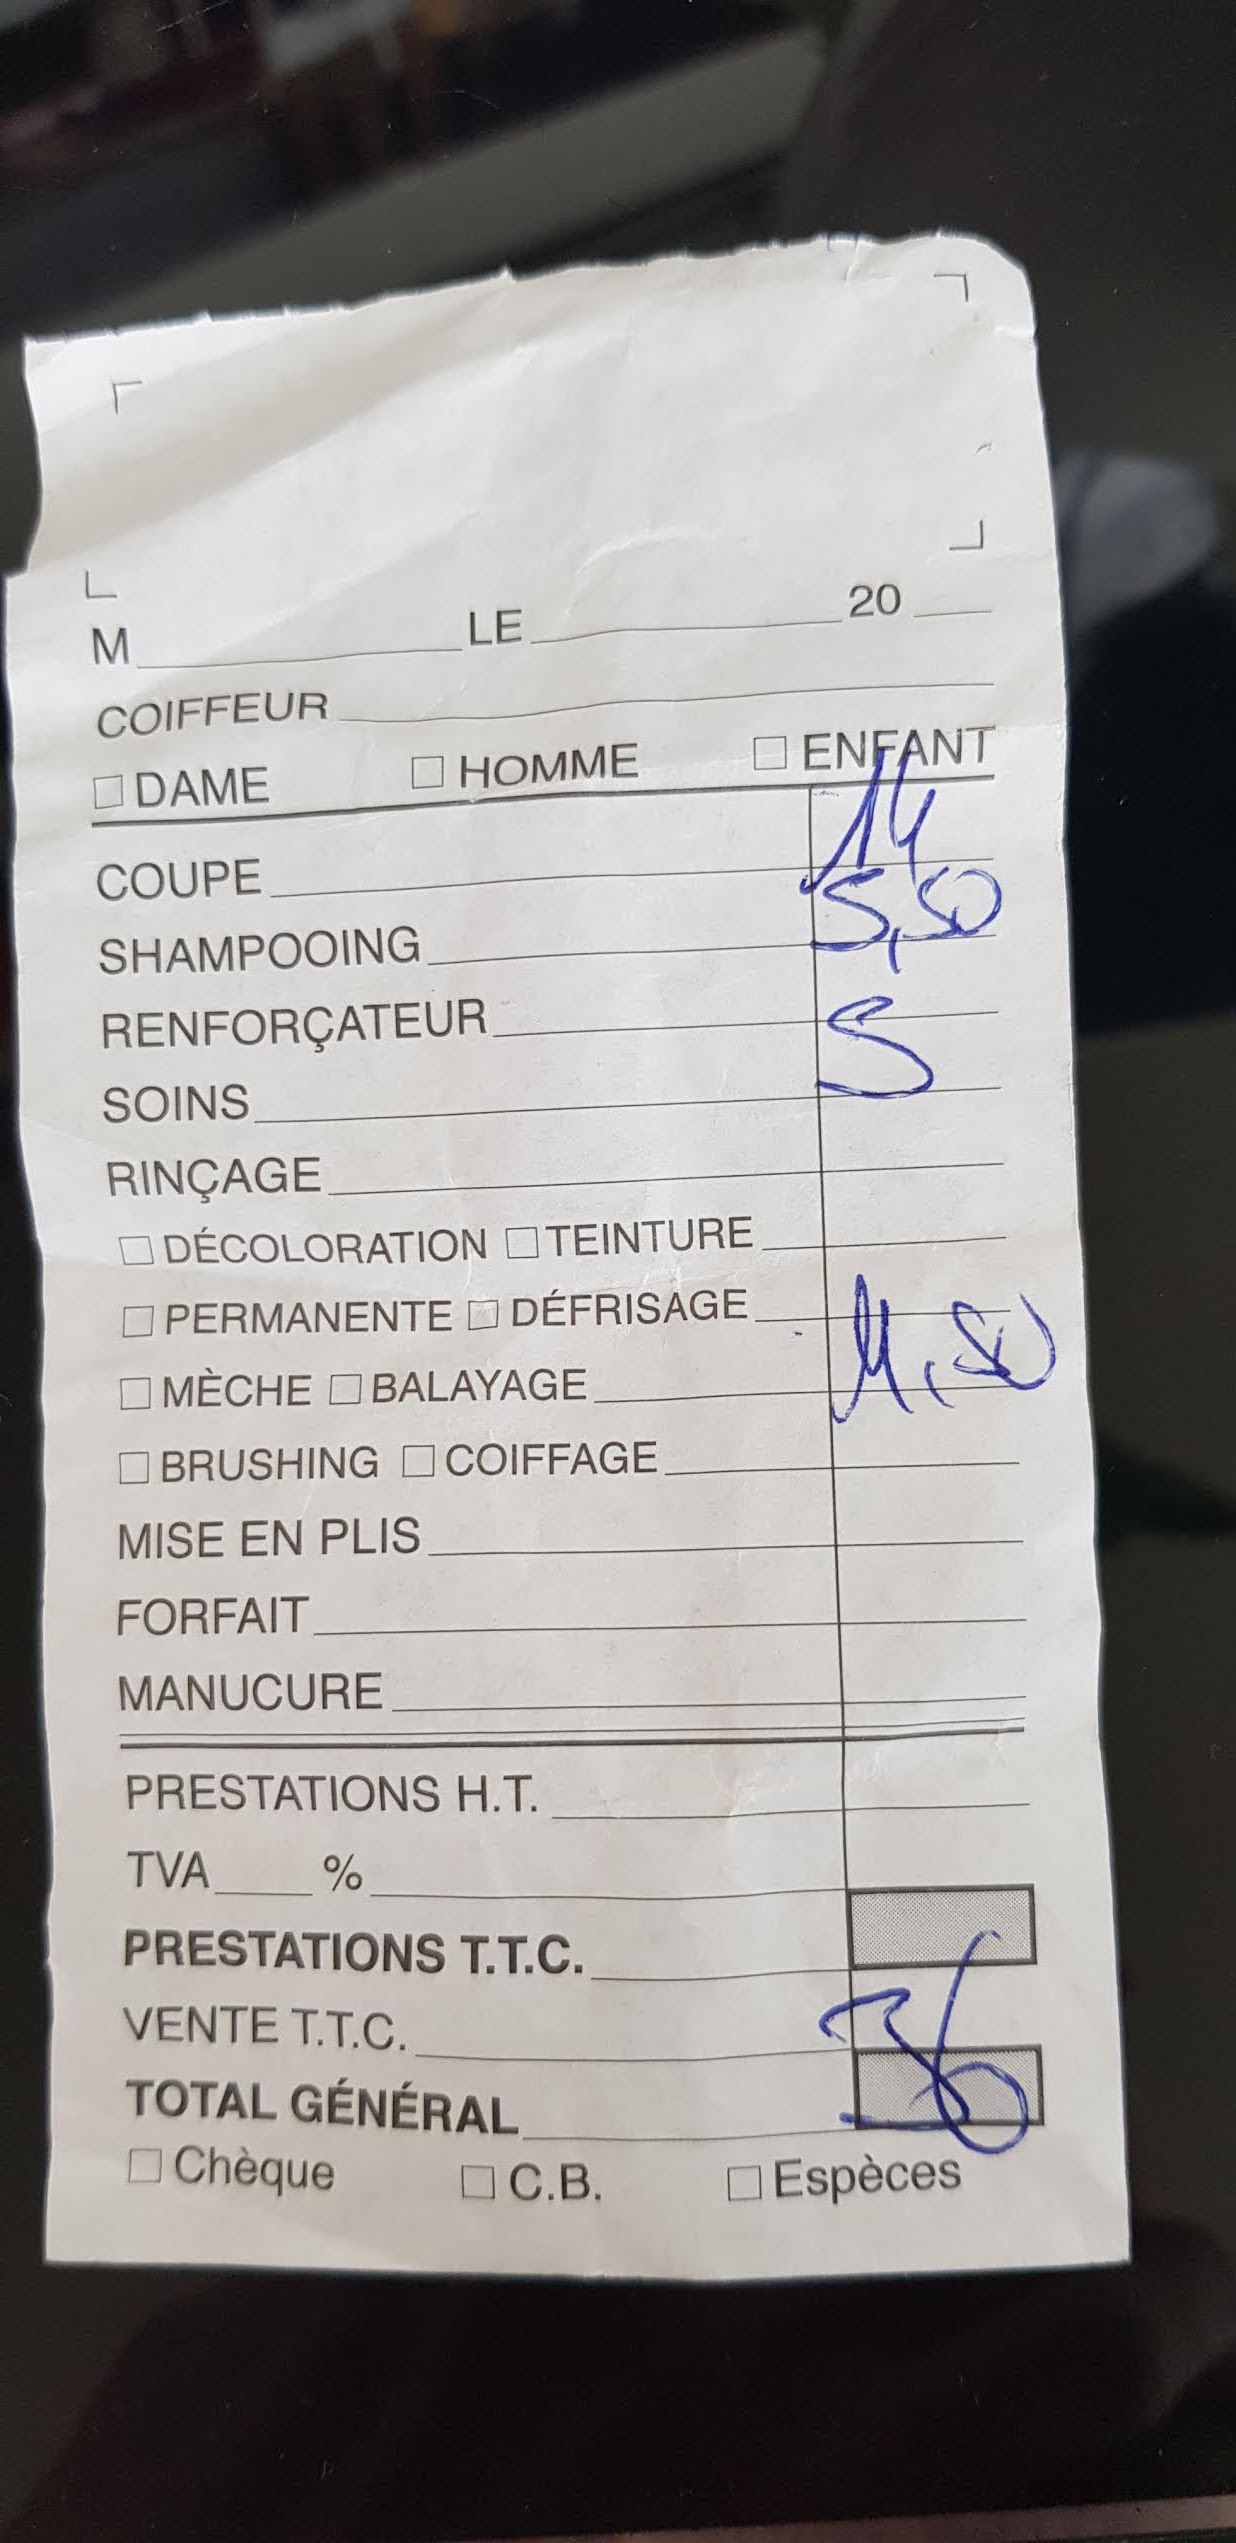 M LE 20
COIFFEUR
DAME HOMME ENFANT
COUPE 14
SHAMPOOING 5,50
RENFORÇATEUR
SOINS 5
RINÇAGE
DÉCOLORATION TEINTURE
PERMANENTE DÉFRISAGE
MÈCHE BALAYAGE 11,50
BRUSHING COIFFAGE
MISE EN PLIS
FORFAIT
MANUCURE
PRESTATIONS H.T.
TVA %
PRESTATIONS T.T.C.
VENTE T.T.C.
TOTAL GÉNÉRAL 36
Chèque C.B. Espèces